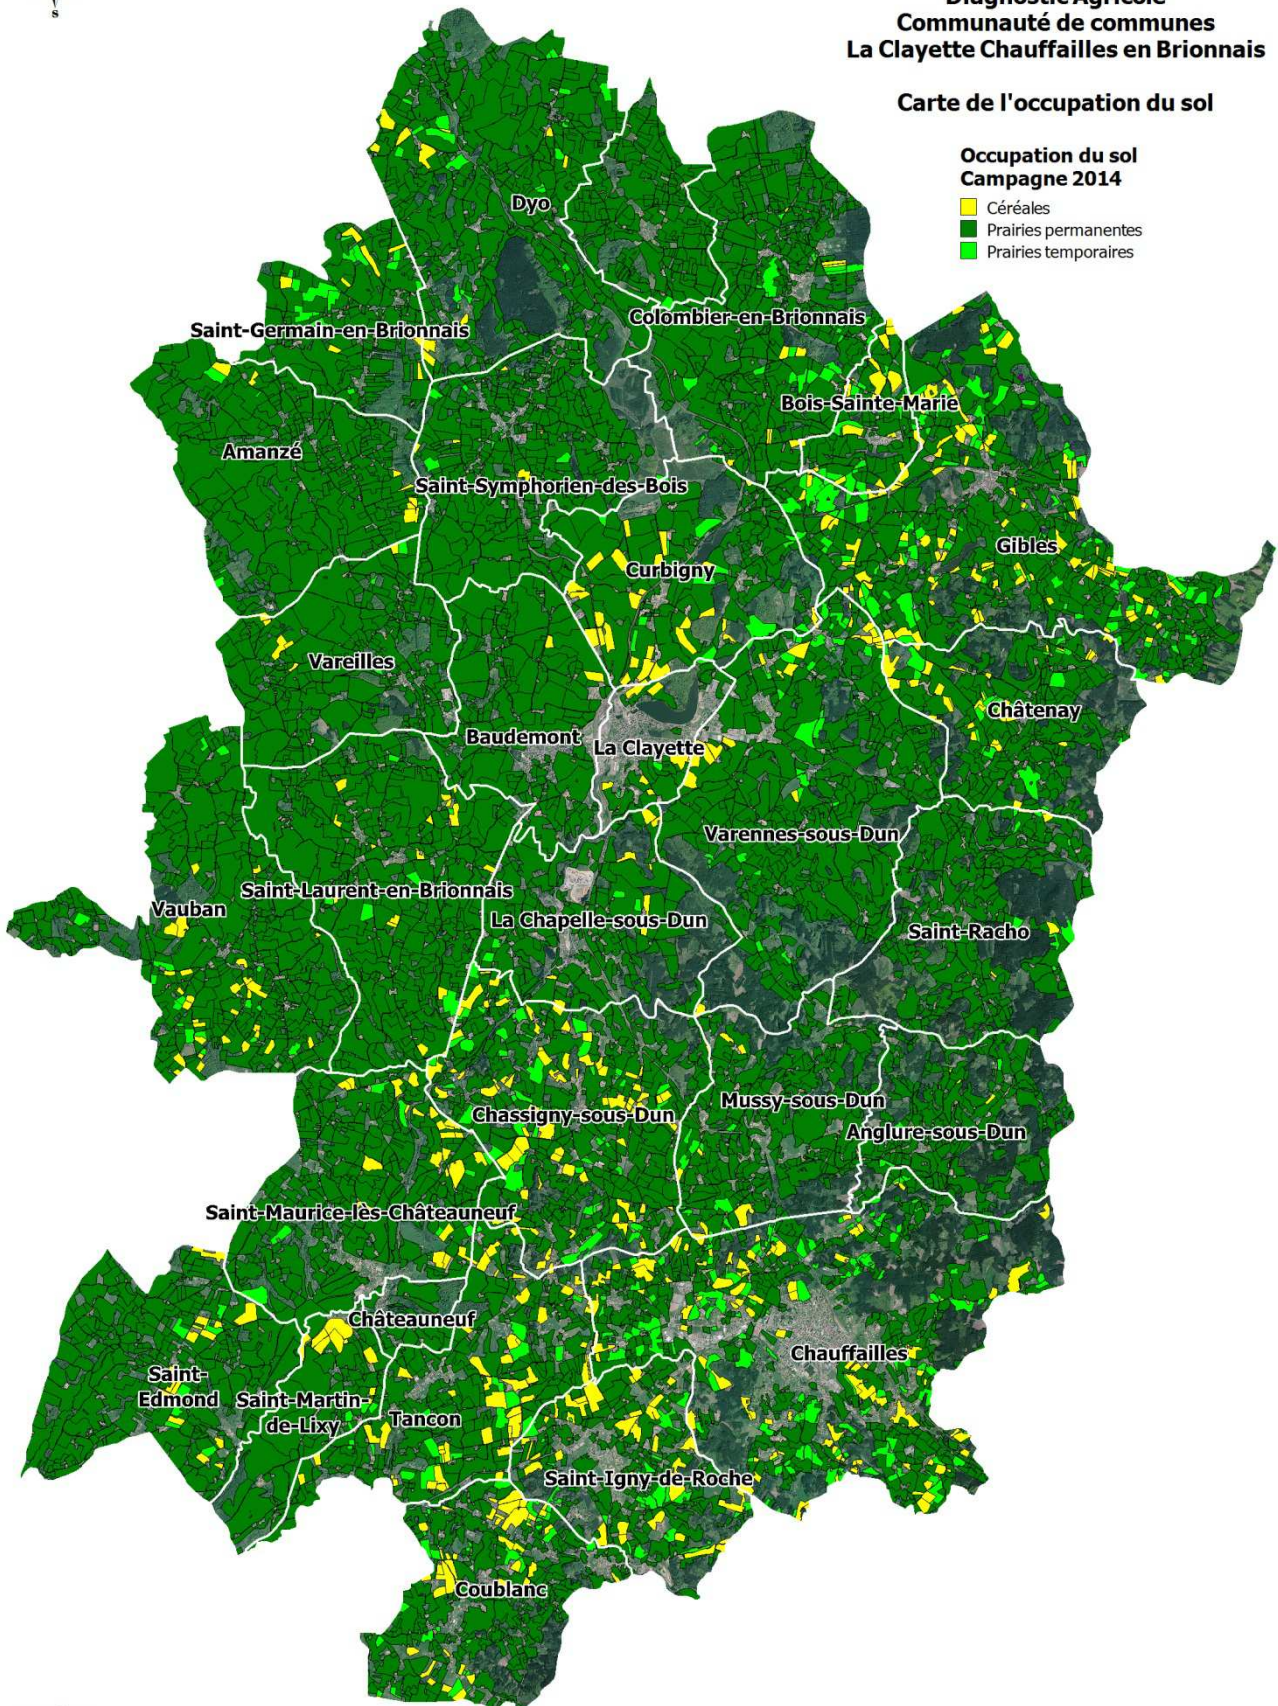 s
Diagnostic Agricole
Communauté de communes
La Clayette Chauffailles en Brionnais
Carte de l'occupation du sol
Occupation du sol
Campagne 2014
Céréales
Prairies permanentes
Prairies temporaires
Dyo
Colombier-en-Brionnais
Saint-Germain-en-Brionnais
Bois-Sainte-Marie
Amanzé
Saint-Symphorien-des-Bois
Gibles
Curbigny
Vareilles
Châtenay
Baudemont
La Clayette
Varennes-sous-Dun
Saint-Laurent-en-Brionnais
Vauban
La Chapelle-sous-Dun
Saint-Racho
Mussy-sous-Dun
Chassigny-sous-Dun
Anglure-sous-Dun
Saint-Maurice-lès-Châteauneuf
Châteauneuf
Chauffailles
Saint-
Edmond
Saint-Martin-
de-Lixy
Tancon
Saint-Igny-de-Roche
Coublanc